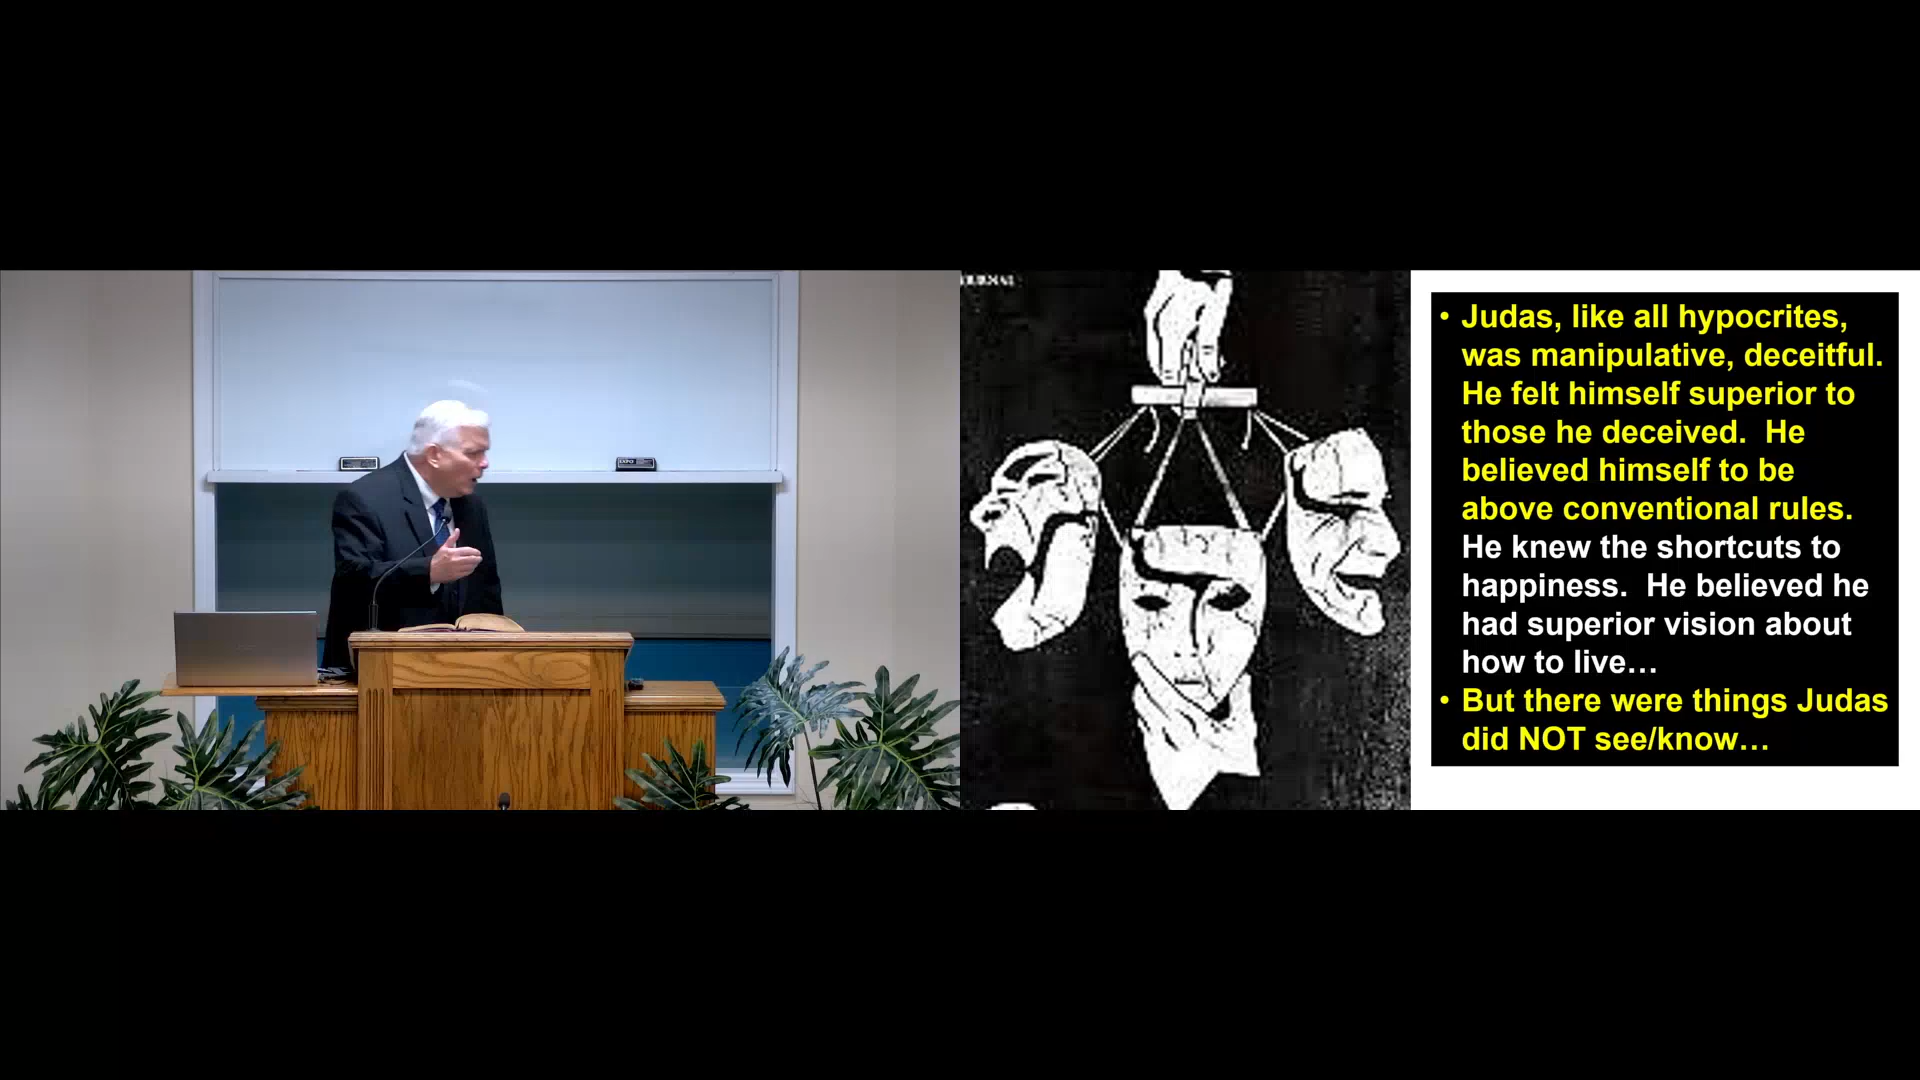 EXPO
• Judas, like all hypocrites,
was manipulative, deceitful.
He felt himself superior to
those he deceived.  He
believed himself to be
above conventional rules.
He knew the shortcuts to
happiness.  He believed he
had superior vision about
how to live…
• But there were things Judas
did NOT see/know…